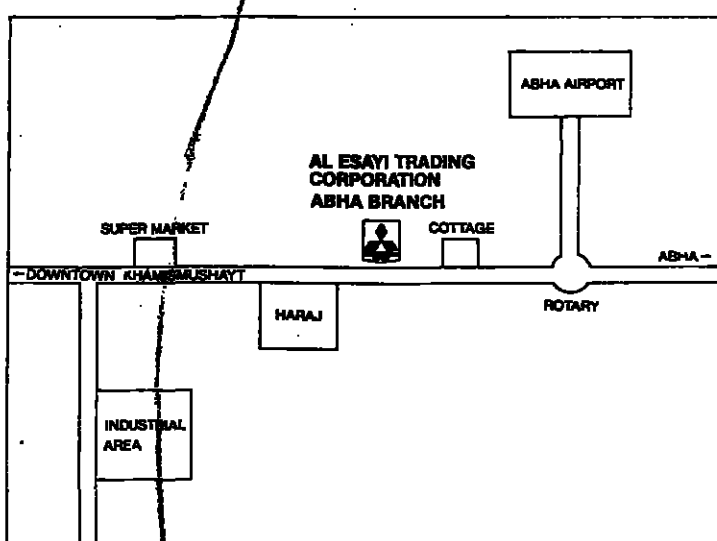 ABHA AIRPORT
AL ESAYI TRADING
CORPORATION
ABHA BRANCH
SUPER MARKET
COTTAGE
ABHA
DOWNTOWN KHAMISMUSHAYT
ROTARY
HARAJ
INDUSTRIAL
AREA